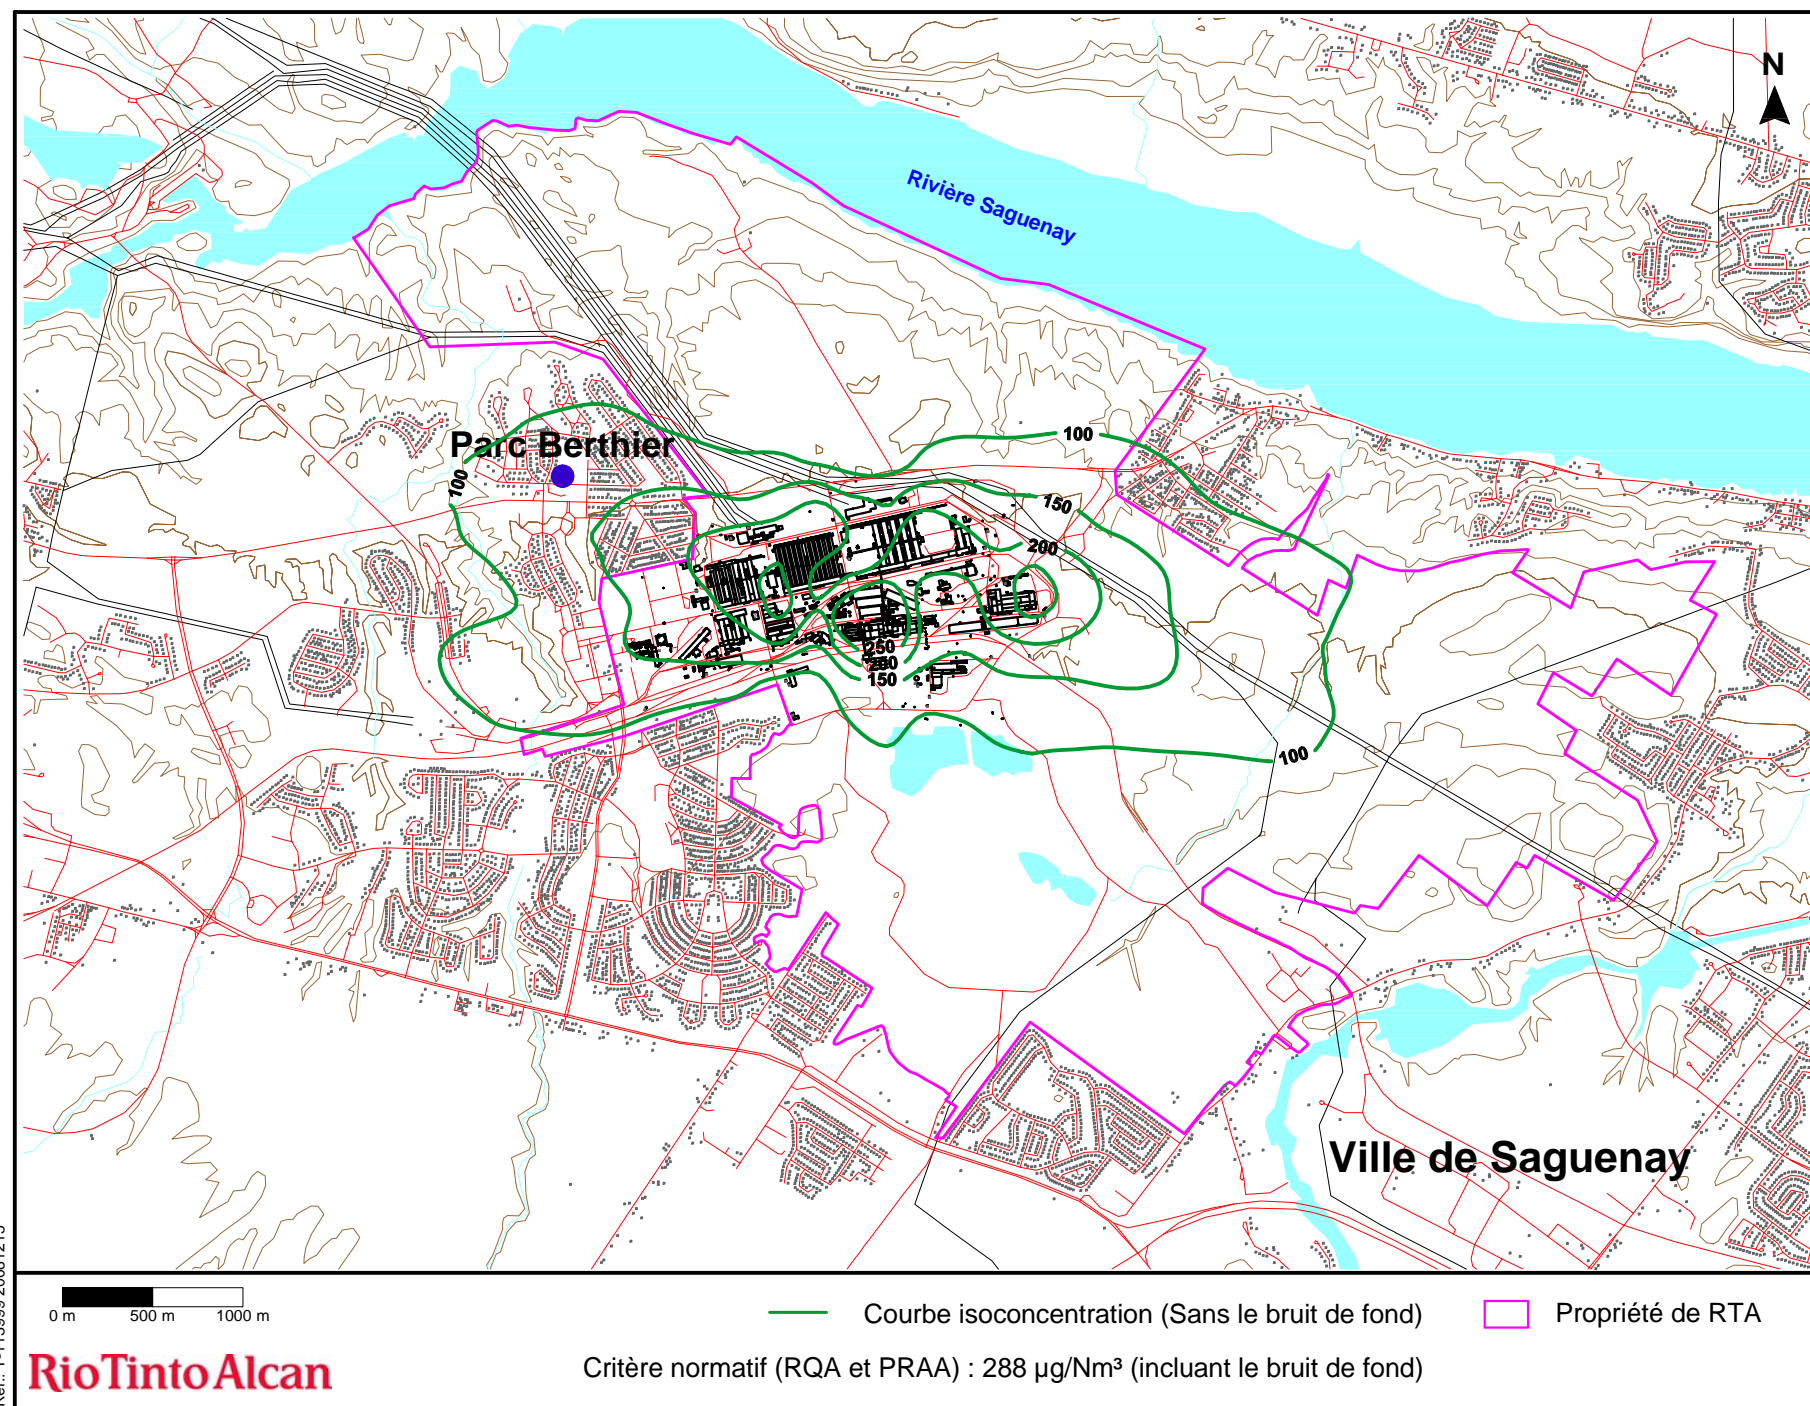 N
Rivière Saguenay
100
Parc Berthier
100
150
200
250
200
150
100
Ville de Saguenay
0 m 500 m 1000 m
Courbe isoconcentration (Sans le bruit de fond)
Propriété de RTA
RioTintoAlcan
Critère normatif (RQA et PRAA) : 288 µg/Nm³ (incluant le bruit de fond)